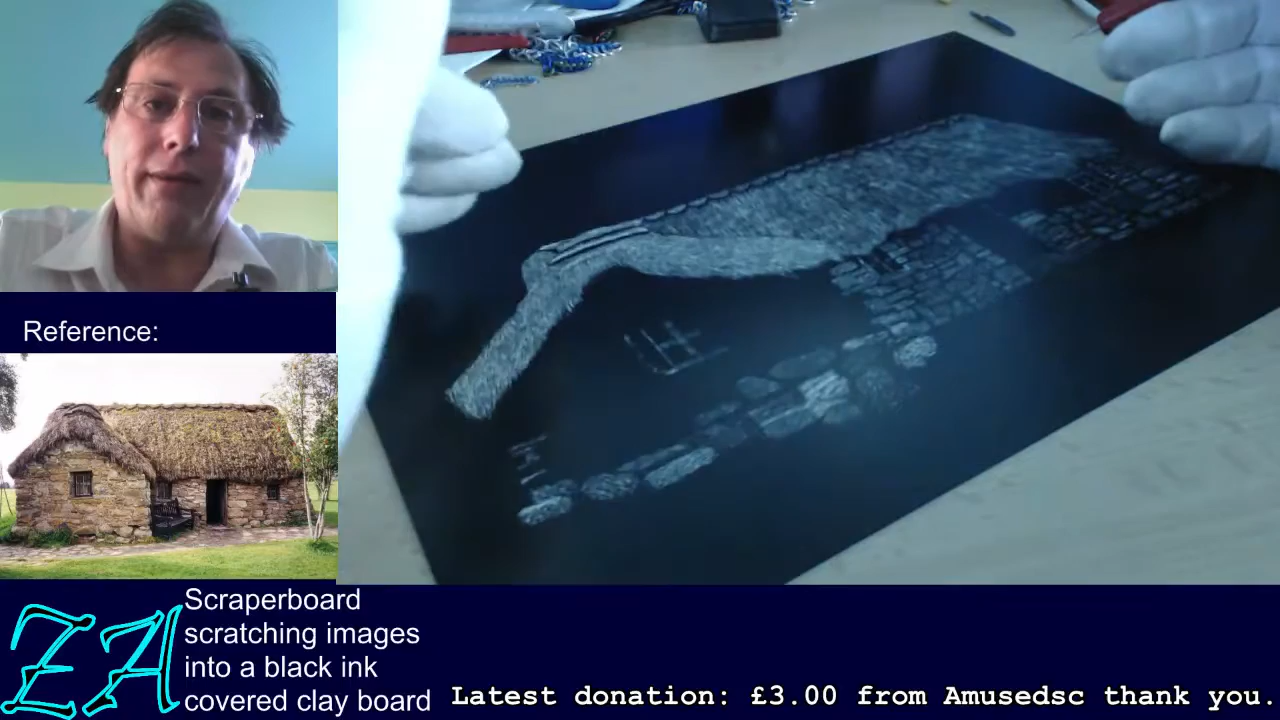 Reference:
ZA
Scraperboard
scratching images
into a black ink
covered clay board
Latest donation: £3.00 from Amusedsc thank you.